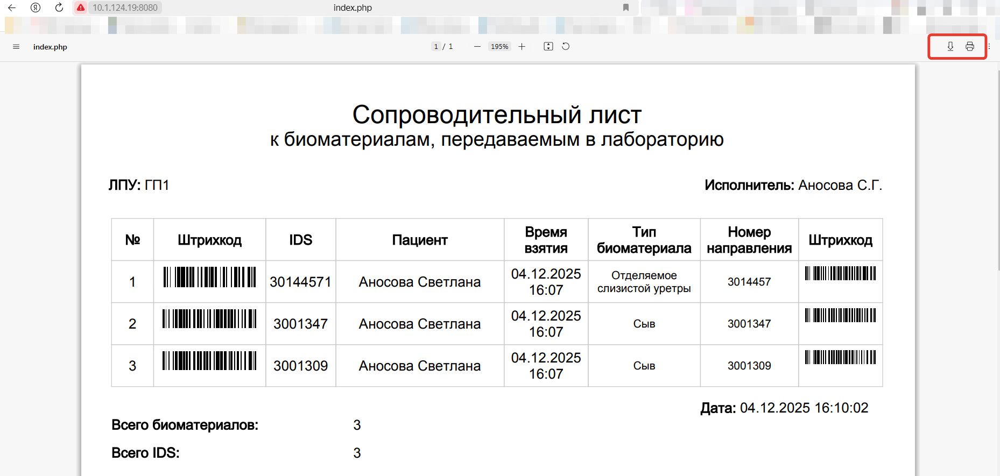 10.1.124.19:8080 index.php
index.php 1 / 1 195%
Сопроводительный лист
к биоматериалам, передаваемым в лабораторию
ЛПУ: ГП1 Исполнитель: Аносова С.Г.
№ Штрихкод IDS Пациент Время взятия Тип биоматериала Номер направления Штрихкод
1 30144571 Аносова Светлана 04.12.2025 16:07 Отделяемое слизистой уретры 3014457
2 3001347 Аносова Светлана 04.12.2025 16:07 Сыв 3001347
3 3001309 Аносова Светлана 04.12.2025 16:07 Сыв 3001309
Дата: 04.12.2025 16:10:02
Всего биоматериалов: 3
Всего IDS: 3